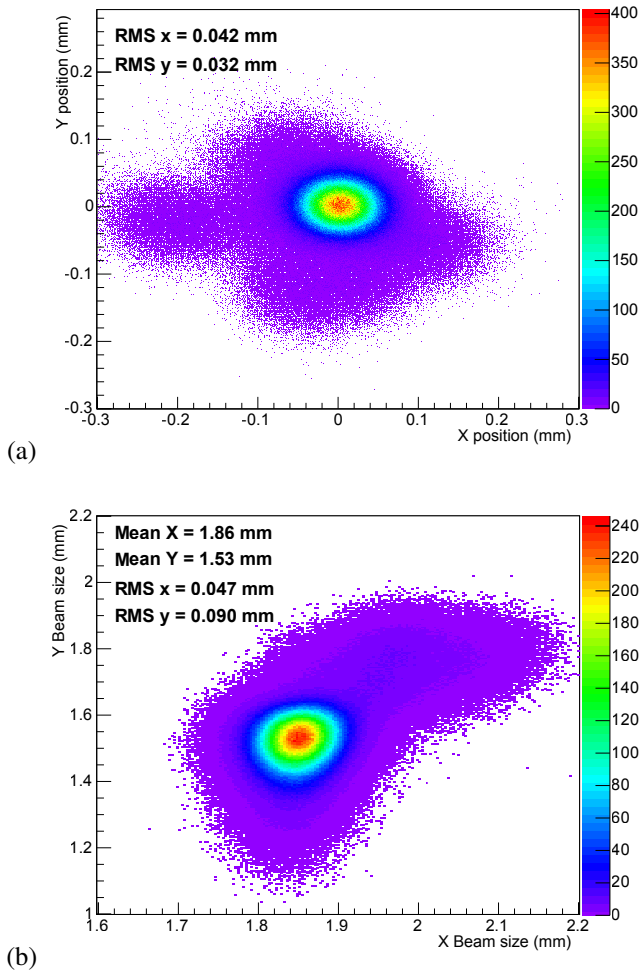 RMS x = 0.042 mm
RMS y = 0.032 mm
Y position (mm)
0.2
0.1
0
-0.1
-0.2
-0.3
-0.3 -0.2 -0.1 0 0.1 0.2 0.3
X position (mm)
400
350
300
250
200
150
100
50
0
(a)
Mean X = 1.86 mm
Mean Y = 1.53 mm
RMS x = 0.047 mm
RMS y = 0.090 mm
Y Beam size (mm)
2.2
2
1.8
1.6
1.4
1.2
1
1.6 1.7 1.8 1.9 2 2.1 2.2
X Beam size (mm)
240
220
200
180
160
140
120
100
80
60
40
20
0
(b)